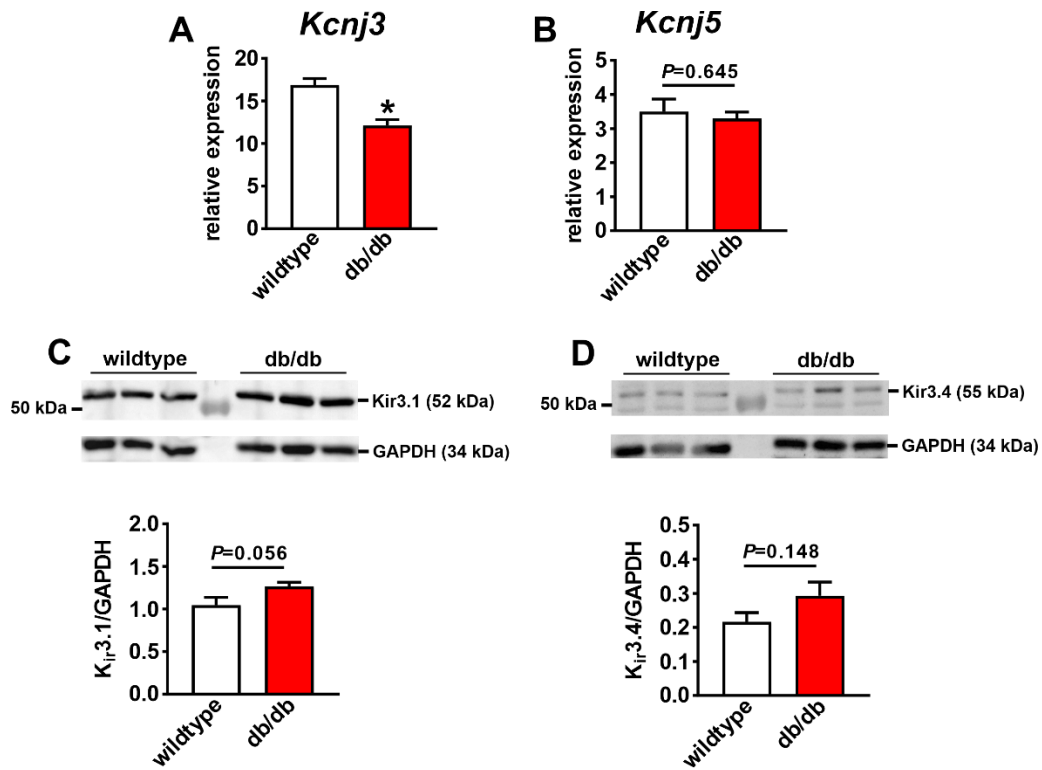 A
Kcnj3
20
15
10
5
0
relative expression
*
wildtype
db/db
B
Kcnj5
5
4
3
2
1
0
relative expression
P=0.645
wildtype
db/db
C
wildtype
db/db
50 kDa
Kir3.1 (52 kDa)
GAPDH (34 kDa)
2.0
1.5
1.0
0.5
0.0
Kir3.1/GAPDH
P=0.056
wildtype
db/db
D
wildtype
db/db
50 kDa
Kir3.4 (55 kDa)
GAPDH (34 kDa)
0.5
0.4
0.3
0.2
0.1
0.0
Kir3.4/GAPDH
P=0.148
wildtype
db/db